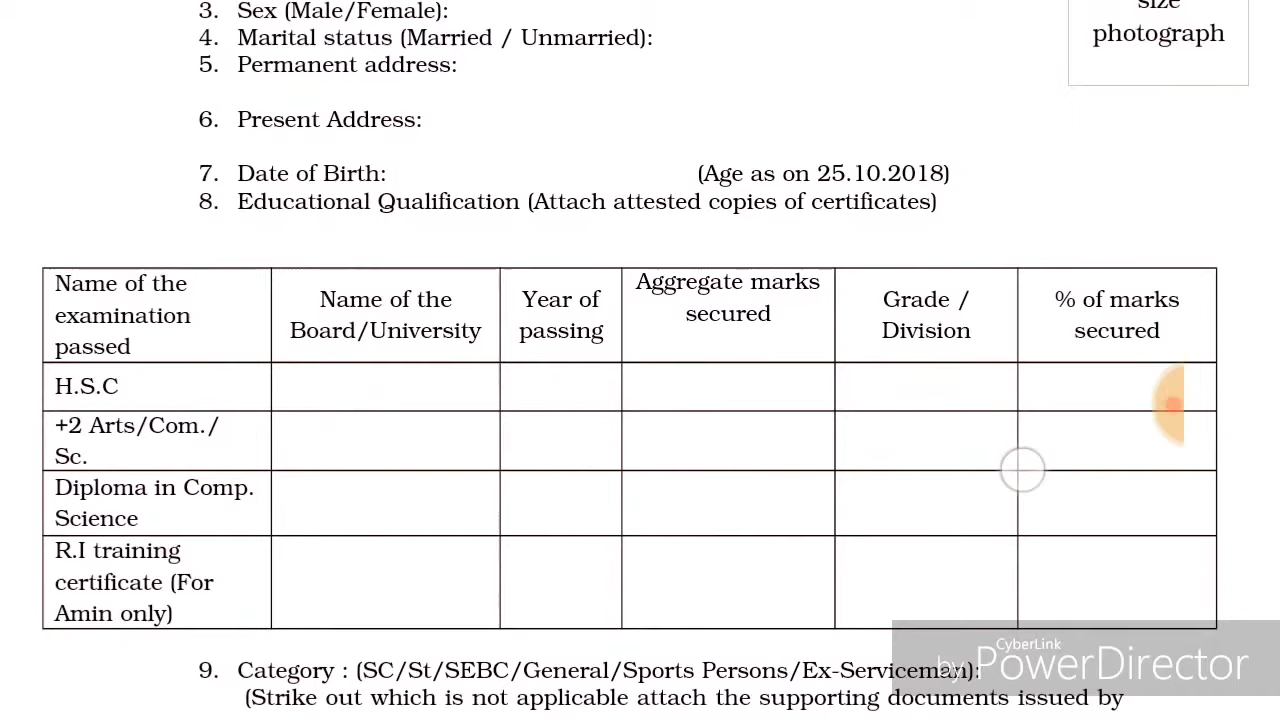 size
photograph
3. Sex (Male/Female):
4. Marital status (Married / Unmarried):
5. Permanent address:
6. Present Address:
7. Date of Birth: (Age as on 25.10.2018)
8. Educational Qualification (Attach attested copies of certificates)
Name of the
examination
passed
Name of the
Board/University
Year of
passing
Aggregate marks
secured
Grade /
Division
% of marks
secured
H.S.C
+2 Arts/Com./
Sc.
Diploma in Comp.
Science
R.I training
certificate (For
Amin only)
9. Category : (SC/St/SEBC/General/Sports Persons/Ex-Serviceman):
(Strike out which is not applicable attach the supporting documents issued by
by CyberLink
PowerDirector